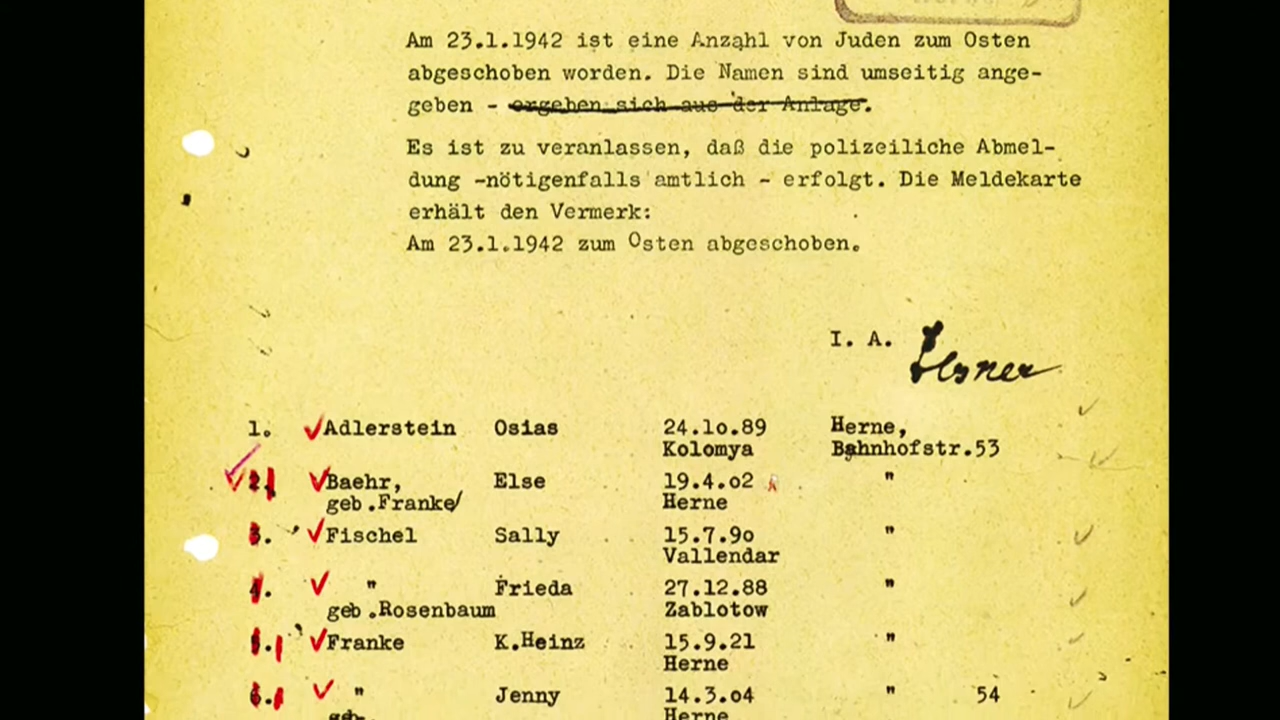 Am 23.1.1942 ist eine Anzahl von Juden zum Osten
abgeschoben worden. Die Namen sind umseitig ange-
geben - ergeben sich aus der Anlage.
Es ist zu veranlassen, daß die polizeiliche Abmel-
dung -nötigenfalls amtlich - erfolgt. Die Meldekarte
erhält den Vermerk:
Am 23.1.1942 zum Osten abgeschoben.
I. A.
1. Adlerstein Osias 24.1o.89 Herne,
Kolomya Bahnhofstr.53
2. Baehr, Else 19.4.o2 "
geb.Franke/ Herne
3. Fischel Sally 15.7.9o "
Vallendar
4. " Frieda 27.12.88 "
geb.Rosenbaum Zablotow
5. Franke K.Heinz 15.9.21 "
Herne
6. " Jenny 14.3.o4 " 54
geb. Herne